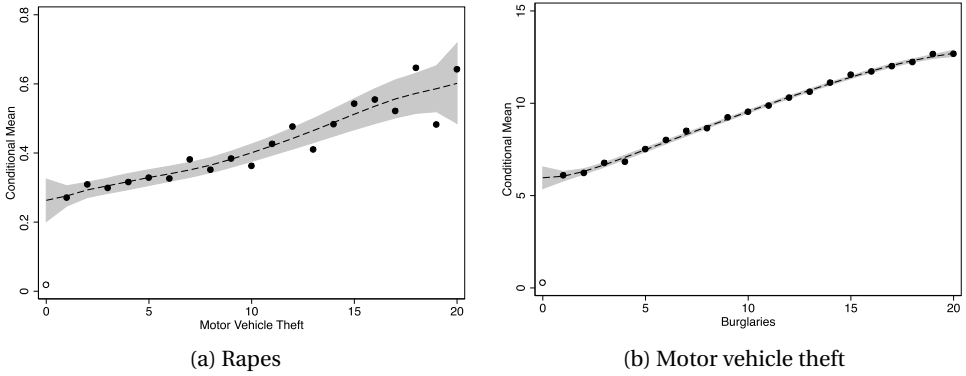 0.8
0.6
0.4
0.2
0
Conditional Mean
0 5 10 15 20
Motor Vehicle Theft
(a) Rapes
15
10
5
0
Conditional Mean
0 5 10 15 20
Burglaries
(b) Motor vehicle theft